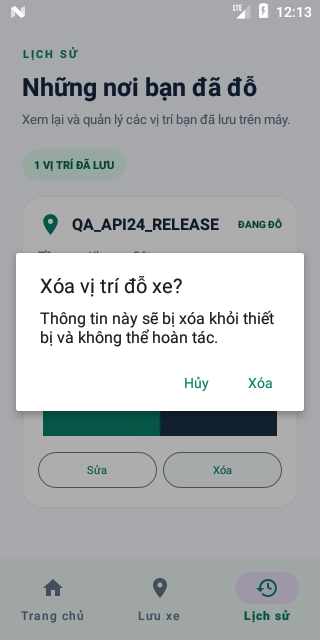 LTE 12:13
LỊCH SỬ
Những nơi bạn đã đỗ
Xem lại và quản lý các vị trí bạn đã lưu trên máy.
1 VỊ TRÍ ĐÃ LƯU
QA_API24_RELEASE ĐANG ĐỖ
Xóa vị trí đỗ xe?
Thông tin này sẽ bị xóa khỏi thiết
bị và không thể hoàn tác.
Hủy Xóa
Sửa Xóa
Trang chủ Lưu xe Lịch sử